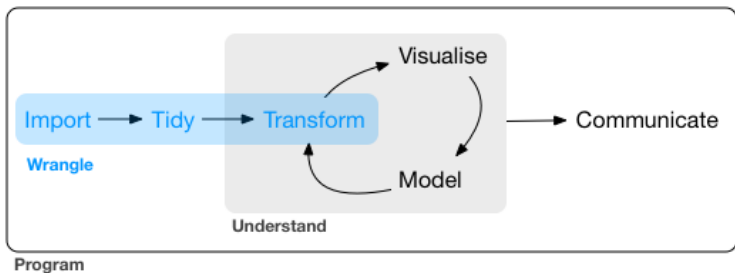 Visualise
Import Tidy Transform Communicate
Wrangle
Model
Understand
Program